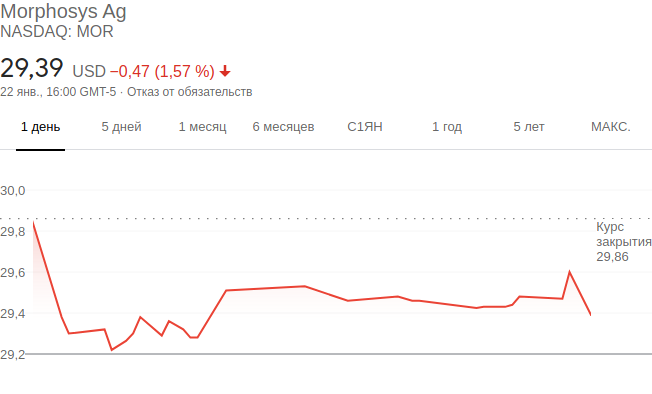 Morphosys Ag
NASDAQ: MOR
29,39 USD −0,47 (1,57 %)
22 янв., 16:00 GMT-5 · Отказ от обязательств
1 день 5 дней 1 месяц 6 месяцев С1ЯН 1 год 5 лет МАКС.
30,0
29,8
Курс
закрытия
29,86
29,6
29,4
29,2